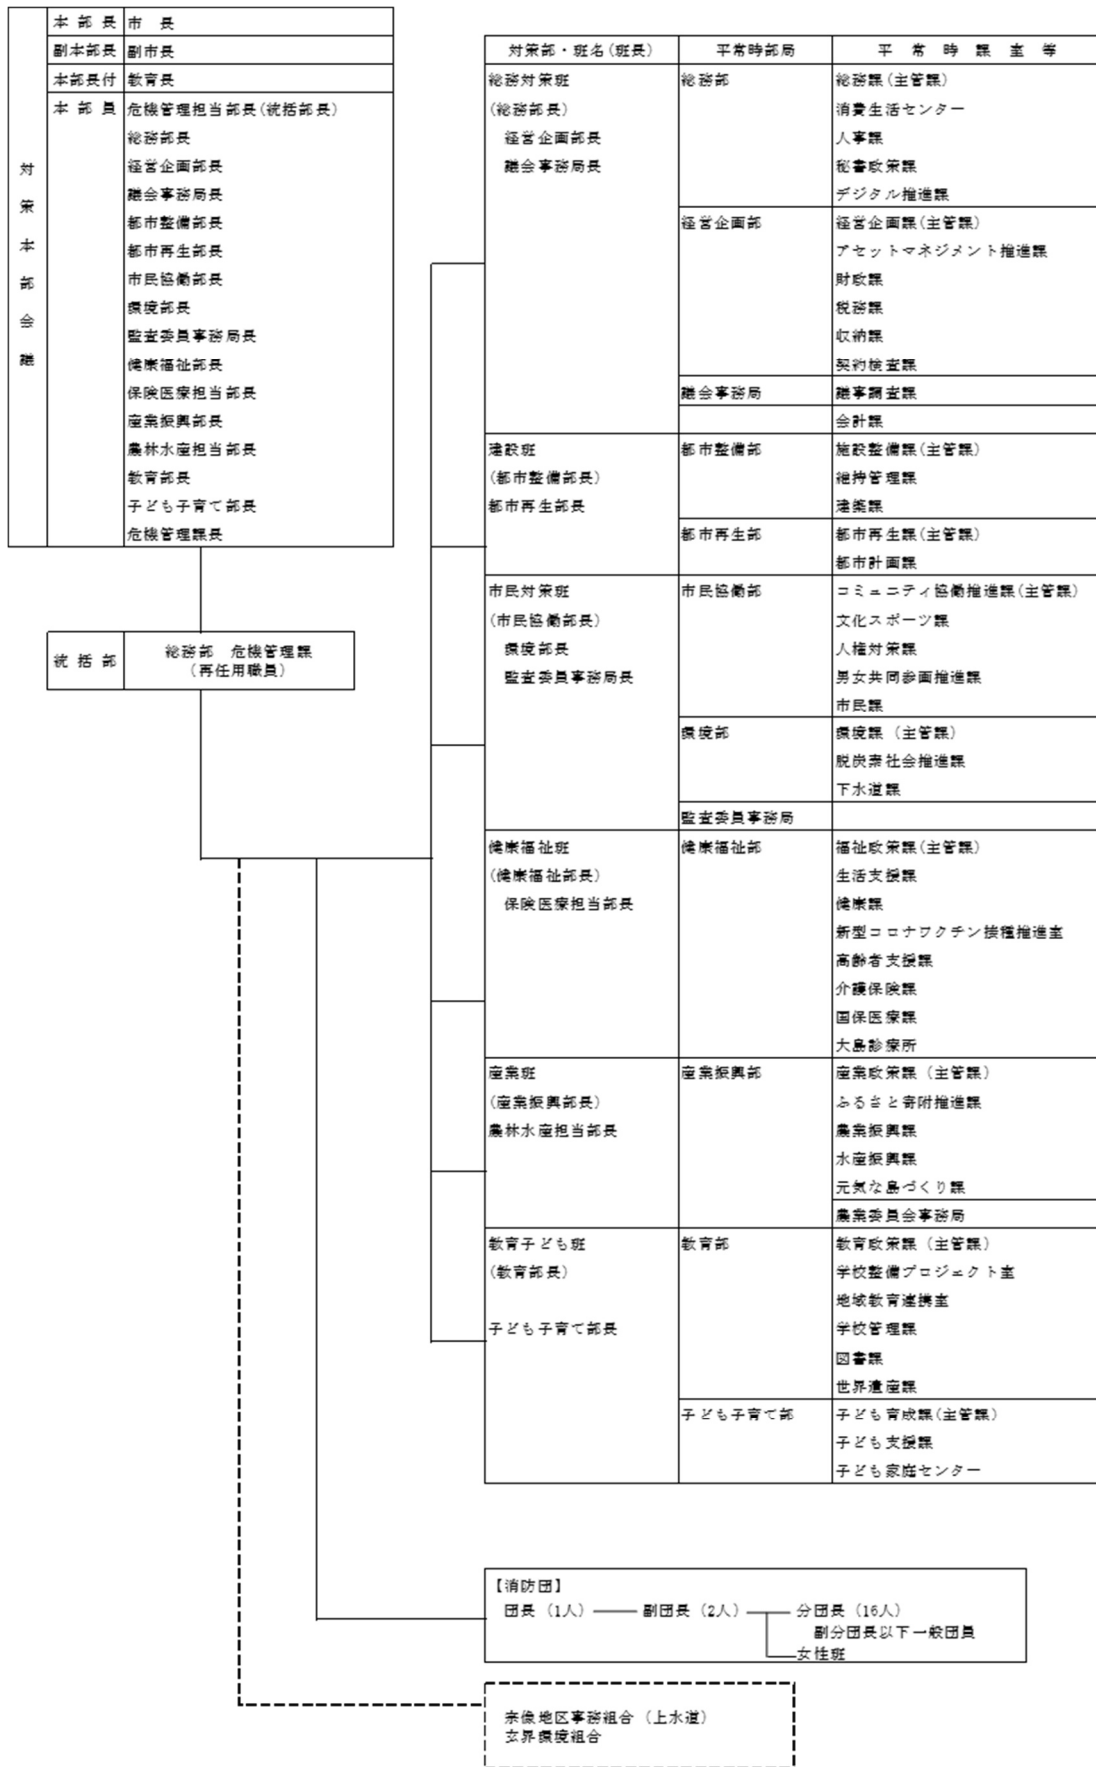 対策本部会議
本部長 市長
副本部長 副市長
本部長付 教育長
本部員 危機管理担当部長(統括部長)
総務部長
経営企画部長
議会事務局長
都市整備部長
都市再生部長
市民協働部長
環境部長
監査委員事務局長
健康福祉部長
保険医療担当部長
産業振興部長
農林水産担当部長
教育部長
子ども子育て部長
危機管理課長
統括部 総務部 危機管理課
(再任用職員)
対策部・班名(班長) 平常時部局 平常時課室等
総務対策班 総務部 総務課(主管課)
(総務部長) 消費生活センター
経営企画部長 人事課
議会事務局長 秘書政策課
デジタル推進課
経営企画部 経営企画課(主管課)
アセットマネジメント推進課
財政課
税務課
収納課
契約検査課
議会事務局 議事調査課
会計課
建設班 都市整備部 施設整備課(主管課)
(都市整備部長) 維持管理課
都市再生部長 建築課
都市再生部 都市再生課(主管課)
都市計画課
市民対策班 市民協働部 コミュニティ協働推進課(主管課)
(市民協働部長) 文化スポーツ課
環境部長 人権対策課
監査委員事務局長 男女共同参画推進課
市民課
環境部 環境課(主管課)
脱炭素社会推進課
下水道課
監査委員事務局
健康福祉班 健康福祉部 福祉政策課(主管課)
(健康福祉部長) 生活支援課
保険医療担当部長 健康課
新型コロナワクチン接種推進室
高齢者支援課
介護保険課
国保医療課
大島診療所
産業班 産業振興部 産業政策課(主管課)
(産業振興部長) ふるさと寄附推進課
農林水産担当部長 農業振興課
水産振興課
元気な島づくり課
農業委員会事務局
教育子ども班 教育部 教育政策課(主管課)
(教育部長) 学校整備プロジェクト室
地域教育連携室
子ども子育て部長 学校管理課
図書課
世界遺産課
子ども子育て部 子ども育成課(主管課)
子ども支援課
子ども家庭センター
【消防団】
団長(1人) 副団長(2人) 分団長(16人)
副分団長以下一般団員
女性班
宗像地区事務組合(上水道)
玄界環境組合